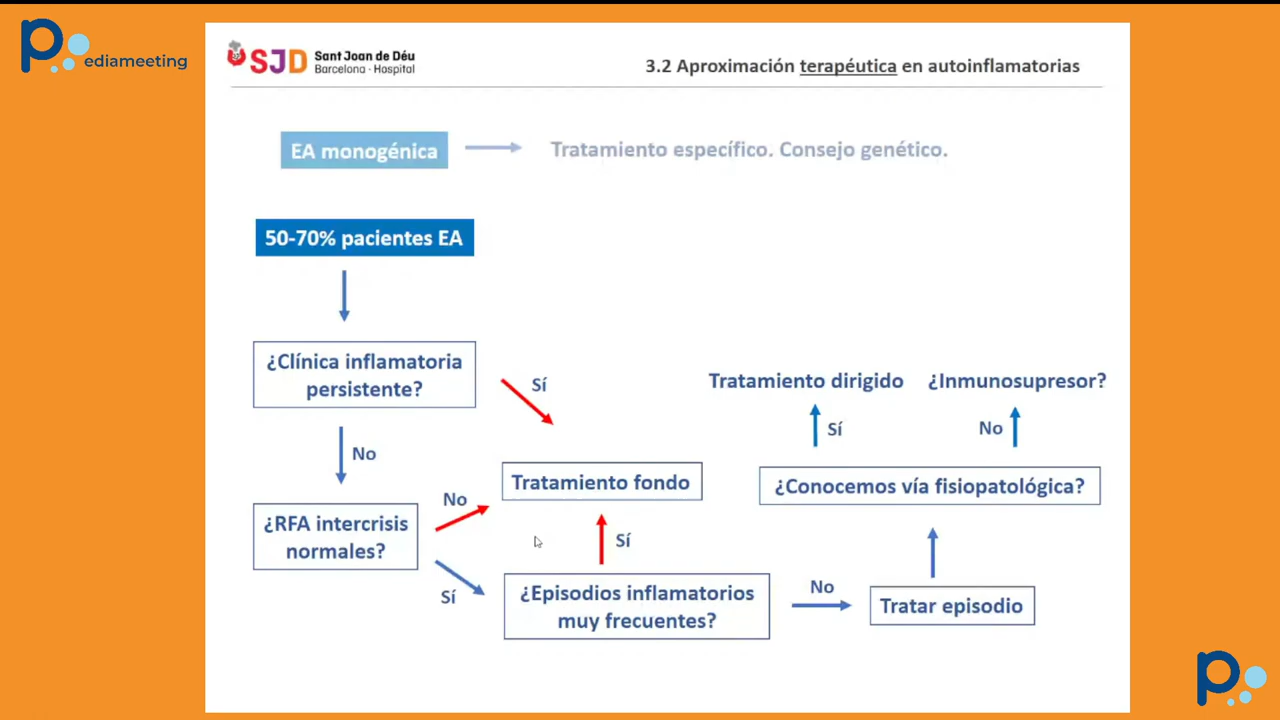 Pediameeting
SJD Sant Joan de Déu
Barcelona · Hospital
3.2 Aproximación terapéutica en autoinflamatorias
EA monogénica
Tratamiento específico. Consejo genético.
50-70% pacientes EA
¿Clínica inflamatoria
persistente?
Sí
No
¿RFA intercrisis
normales?
No
Sí
Tratamiento fondo
Sí
¿Episodios inflamatorios
muy frecuentes?
No
Tratar episodio
¿Conocemos vía fisiopatológica?
Sí
No
Tratamiento dirigido
¿Inmunosupresor?
p